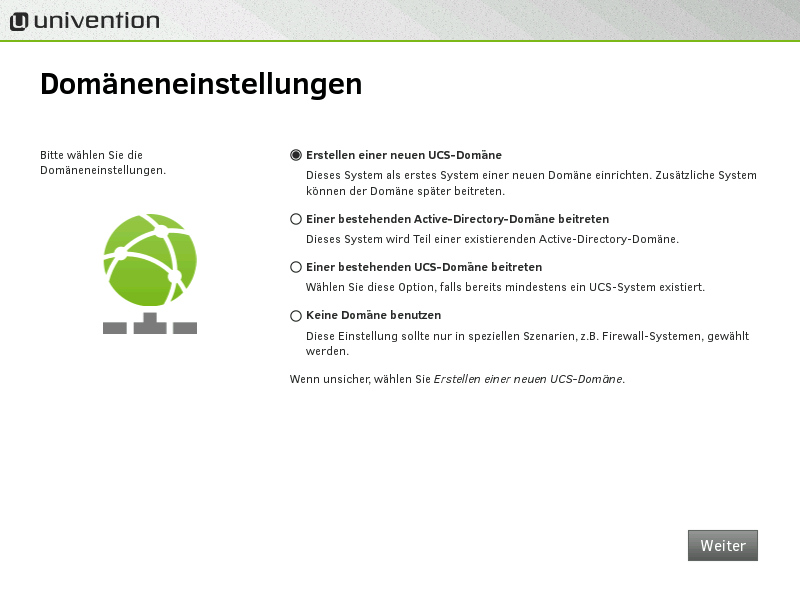 univention
Domäneneinstellungen
Bitte wählen Sie die
Domäneneinstellungen.
Erstellen einer neuen UCS-Domäne
Dieses System als erstes System einer neuen Domäne einrichten. Zusätzliche System
können der Domäne später beitreten.
Einer bestehenden Active-Directory-Domäne beitreten
Dieses System wird Teil einer existierenden Active-Directory-Domäne.
Einer bestehenden UCS-Domäne beitreten
Wählen Sie diese Option, falls bereits mindestens ein UCS-System existiert.
Keine Domäne benutzen
Diese Einstellung sollte nur in speziellen Szenarien, z.B. Firewall-Systemen, gewählt
werden.
Wenn unsicher, wählen Sie Erstellen einer neuen UCS-Domäne.
Weiter